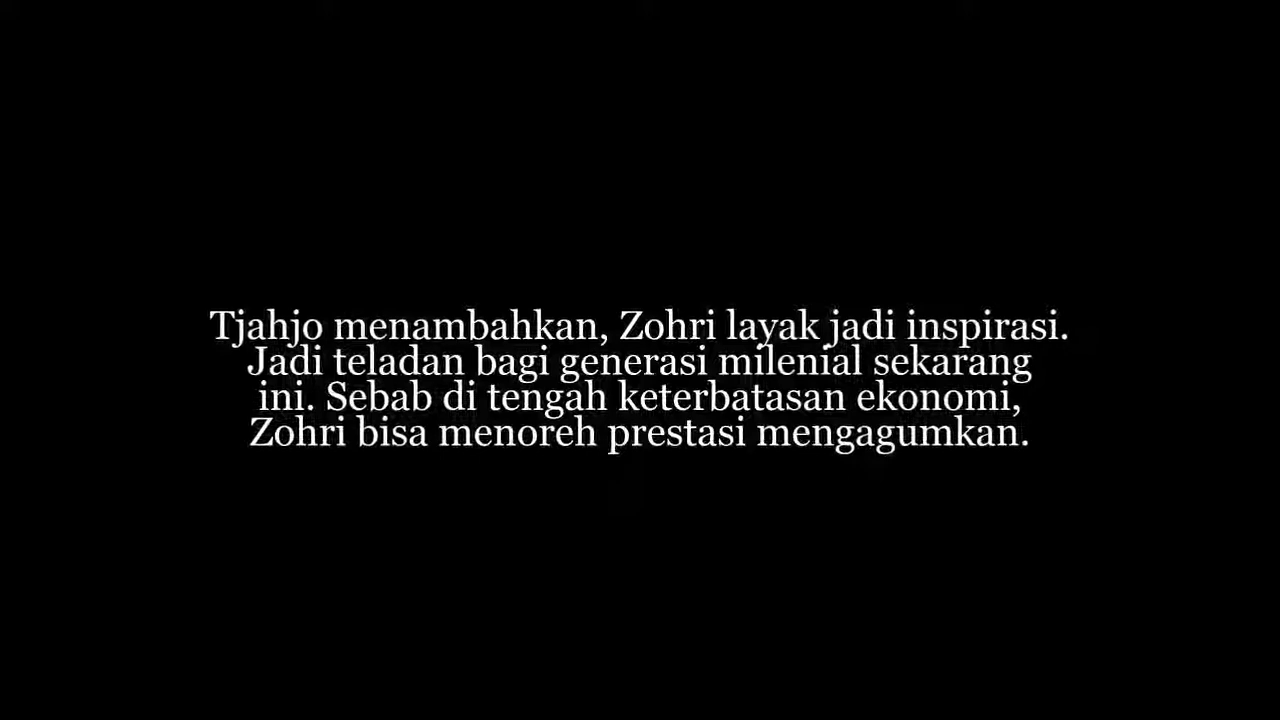 Tjahjo menambahkan, Zohri layak jadi inspirasi.
Jadi teladan bagi generasi milenial sekarang
ini. Sebab di tengah keterbatasan ekonomi,
Zohri bisa menoreh prestasi mengagumkan.